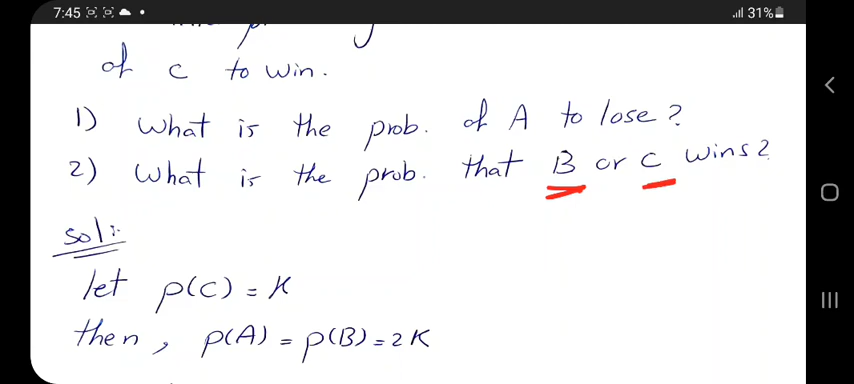 7:45
31%
of C to win.
1) What is the prob. of A to lose?
2) What is the prob. that B or C wins?
sol:
let P(C) = K
then, P(A) = P(B) = 2K